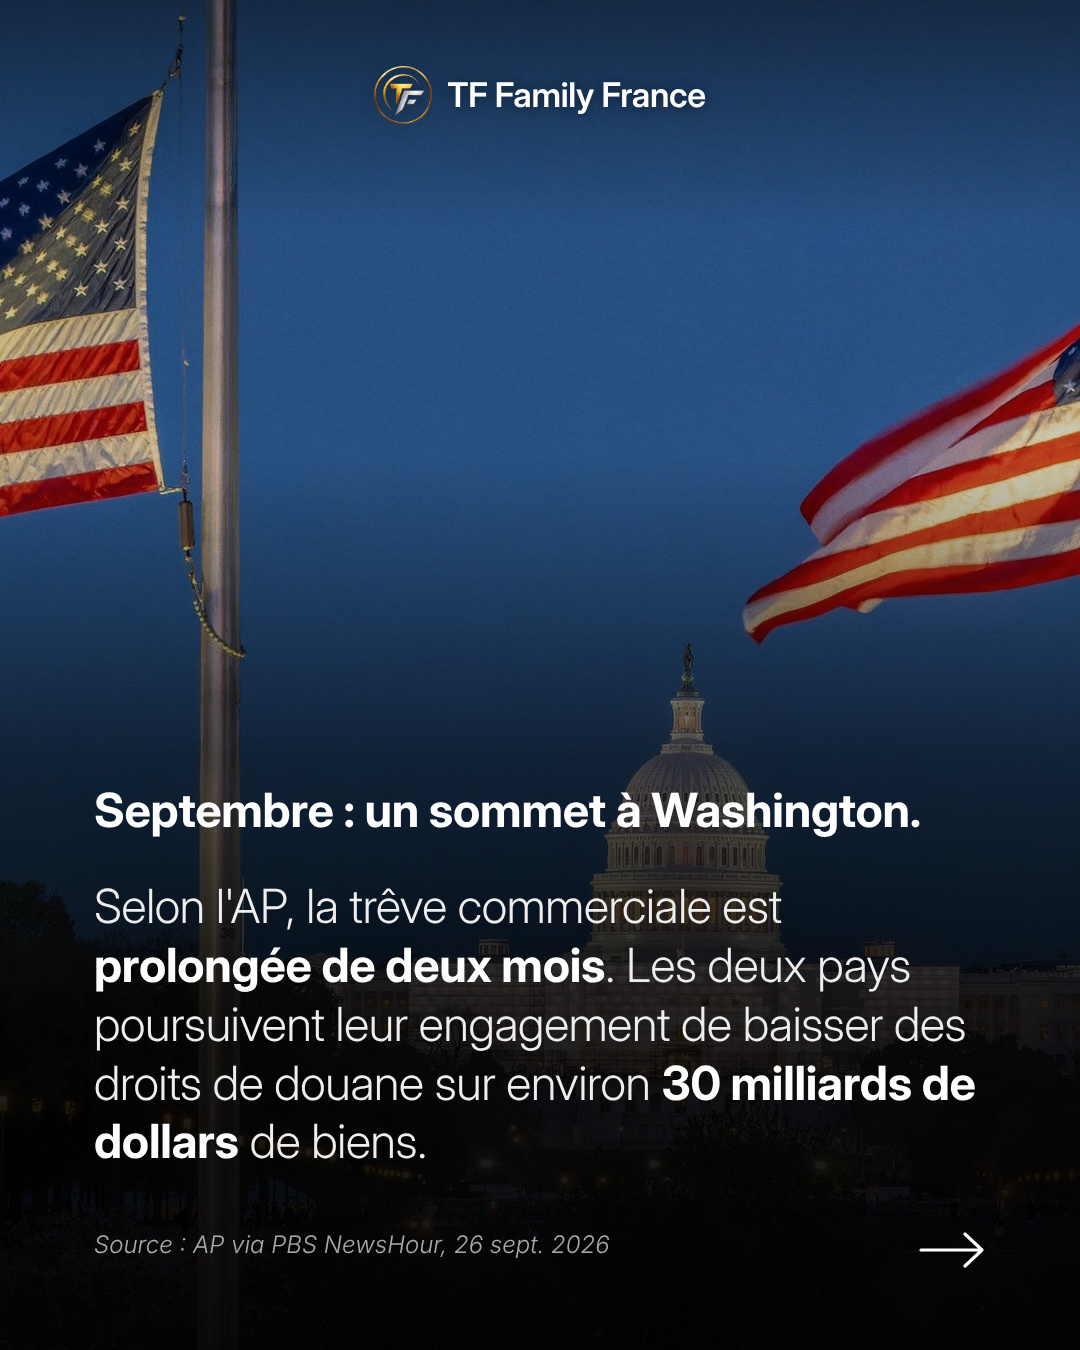 TF Family France
Septembre : un sommet à Washington.
Selon l'AP, la trêve commerciale est
prolongée de deux mois. Les deux pays
poursuivent leur engagement de baisser des
droits de douane sur environ 30 milliards de
dollars de biens.
Source : AP via PBS NewsHour, 26 sept. 2026